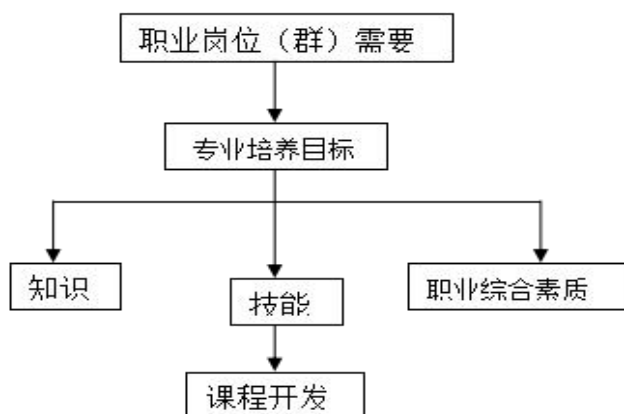 职业岗位（群）需要
专业培养目标
知识
技能
职业综合素质
课程开发